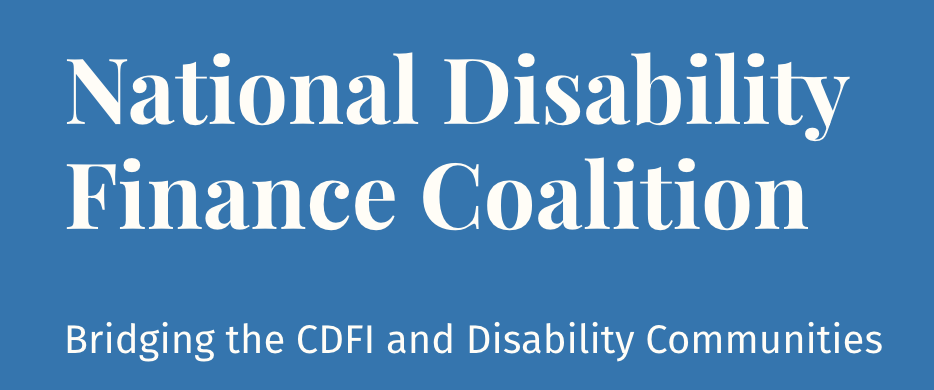 National Disability
Finance Coalition
Bridging the CDFI and Disability Communities